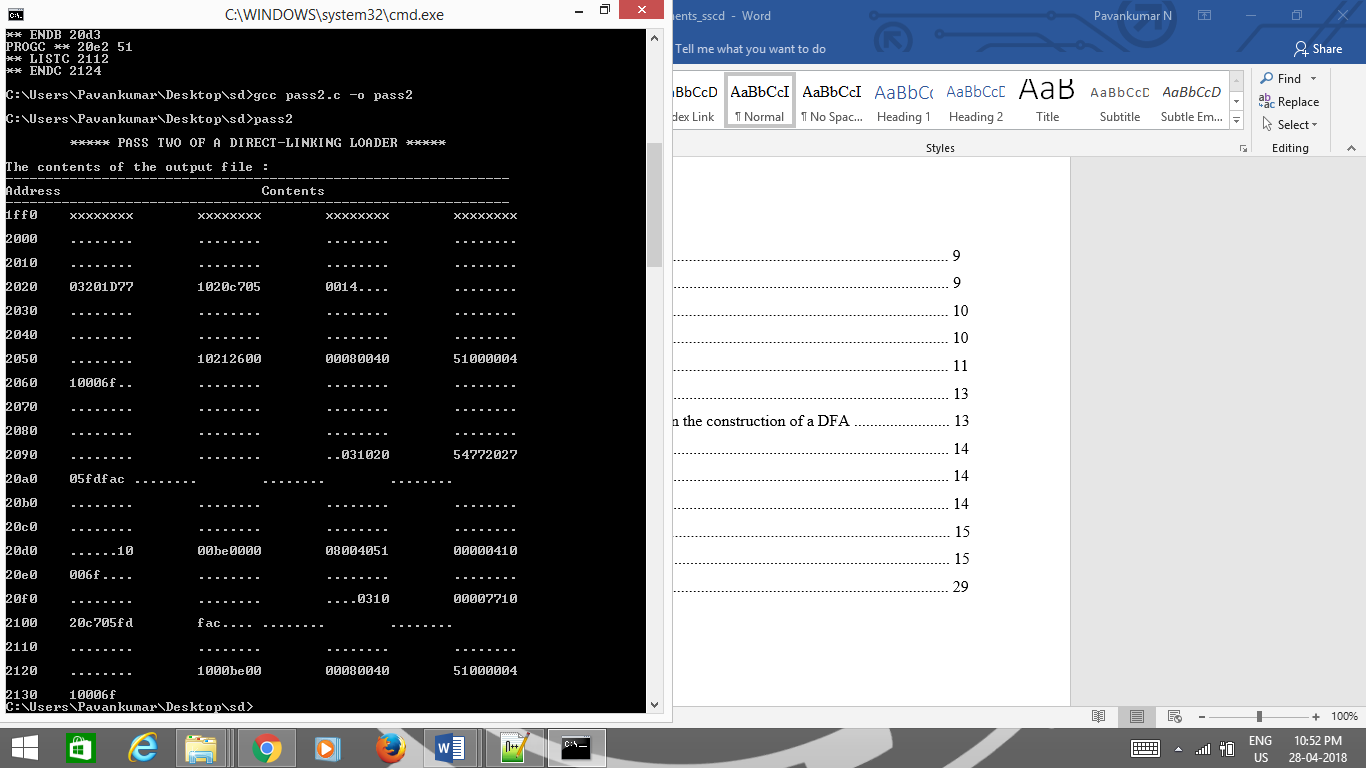 C:\WINDOWS\system32\cmd.exe
** ENDB 20d3
PROGC ** 20e2 51
** LISTC 2112
** ENDC 2124
C:\Users\Pavankumar\Desktop\sd>gcc pass2.c -o pass2
C:\Users\Pavankumar\Desktop\sd>pass2
***** PASS TWO OF A DIRECT-LINKING LOADER *****
The contents of the output file :
Address Contents
1ff0 xxxxxxxx xxxxxxxx xxxxxxxx xxxxxxxx
2000 ........ ........ ........ ........
2010 ........ ........ ........ ........
2020 03201D77 1020c705 0014.... ........
2030 ........ ........ ........ ........
2040 ........ ........ ........ ........
2050 ........ 10212600 00080040 51000004
2060 10006f.. ........ ........ ........
2070 ........ ........ ........ ........
2080 ........ ........ ........ ........
2090 ........ ........ ..031020 54772027
20a0 05fdfac ........ ........ ........
20b0 ........ ........ ........ ........
20c0 ........ ........ ........ ........
20d0 ......10 00be0000 08004051 00000410
20e0 006f.... ........ ........ ........
20f0 ........ ........ ....0310 00007710
2100 20c705fd fac.... ........ ........
2110 ........ ........ ........ ........
2120 ........ 1000be00 00080040 51000004
2130 10006f
C:\Users\Pavankumar\Desktop\sd>
ments_sscd - Word
Pavankumar N
Tell me what you want to do
Share
AaBbCcD AaBbCcI AaBbCcI AaBbCc AaBbCcD AaB AaBbCcD AaBbCcD
dex Link ¶ Normal ¶ No Spac... Heading 1 Heading 2 Title Subtitle Subtle Em...
Styles
Find
Replace
Select
Editing
9
9
10
10
11
13
n the construction of a DFA 13
14
14
14
15
15
29
100%
ENG
US
10:52 PM
28-04-2018